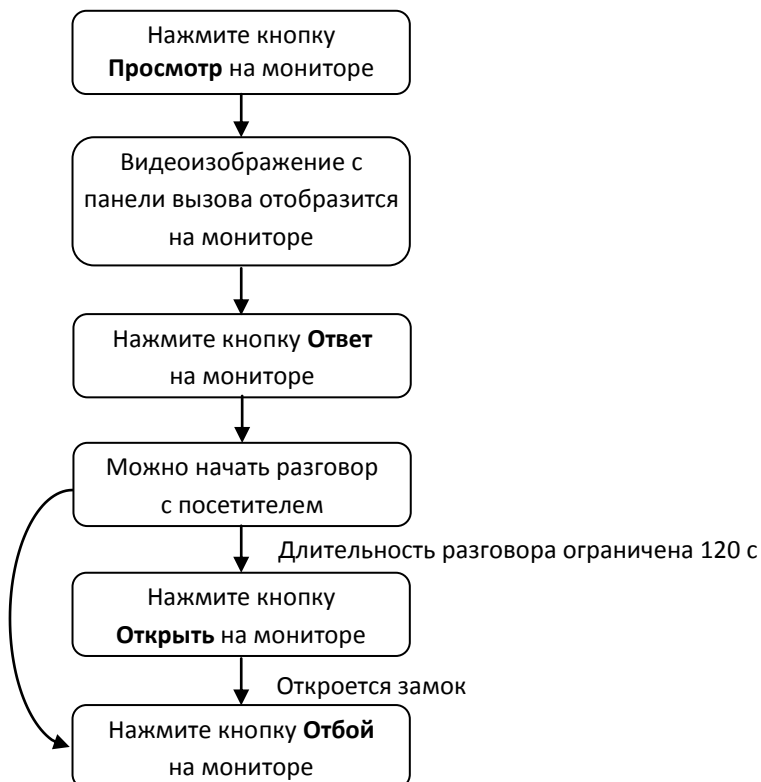 Нажмите кнопку
Просмотр на мониторе
Видеоизображение с
панели вызова отобразится
на мониторе
Нажмите кнопку Ответ
на мониторе
Можно начать разговор
с посетителем
Длительность разговора ограничена 120 с
Нажмите кнопку
Открыть на мониторе
Откроется замок
Нажмите кнопку Отбой
на мониторе